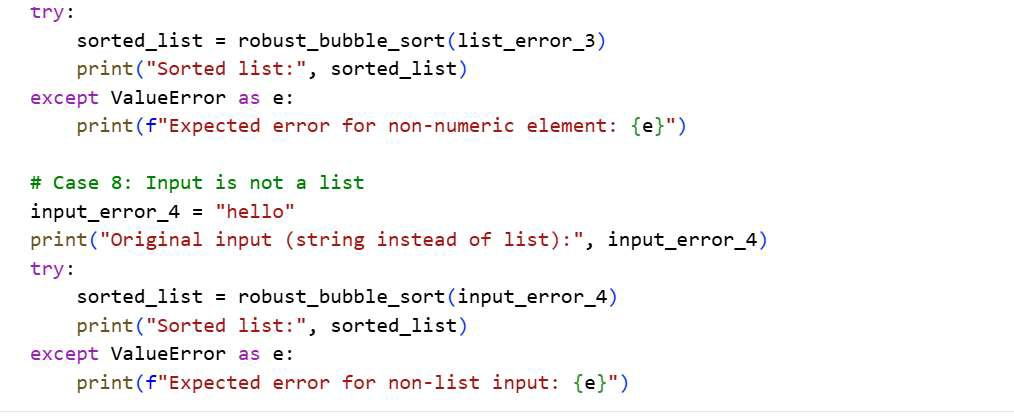 try:
    sorted_list = robust_bubble_sort(list_error_3)
    print("Sorted list:", sorted_list)
except ValueError as e:
    print(f"Expected error for non-numeric element: {e}")

# Case 8: Input is not a list
input_error_4 = "hello"
print("Original input (string instead of list):", input_error_4)
try:
    sorted_list = robust_bubble_sort(input_error_4)
    print("Sorted list:", sorted_list)
except ValueError as e:
    print(f"Expected error for non-list input: {e}")